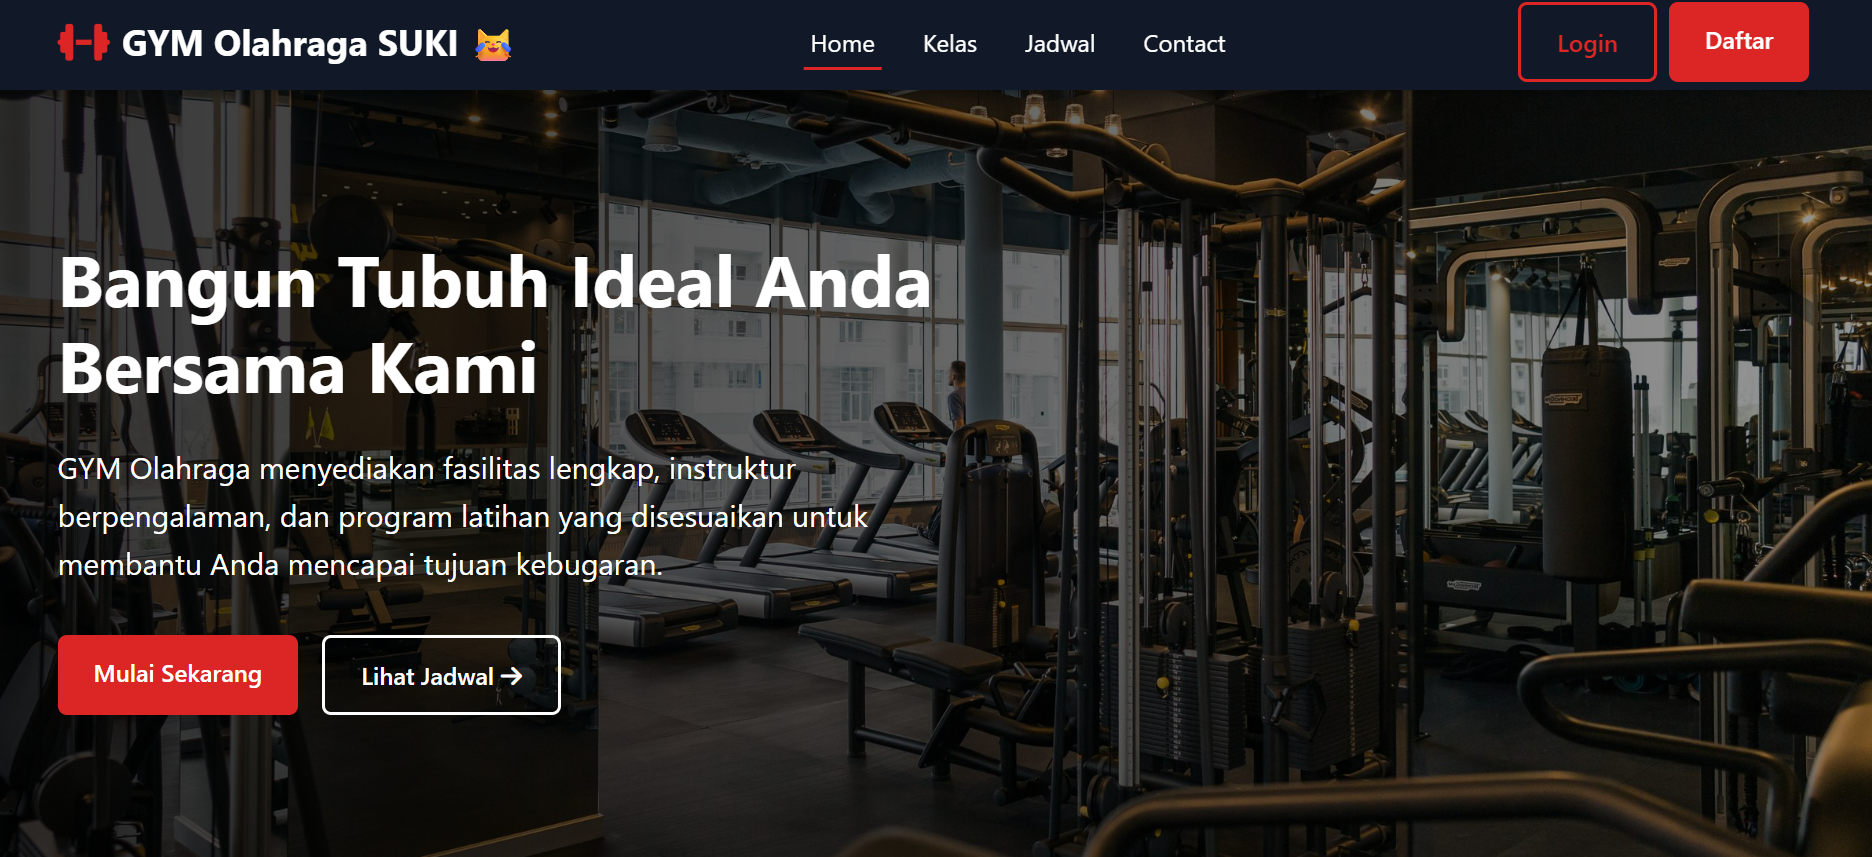 GYM Olahraga SUKI 😹
Home
Kelas
Jadwal
Contact
Login
Daftar
Bangun Tubuh Ideal Anda
Bersama Kami
GYM Olahraga menyediakan fasilitas lengkap, instruktur
berpengalaman, dan program latihan yang disesuaikan untuk
membantu Anda mencapai tujuan kebugaran.
Mulai Sekarang
Lihat Jadwal →